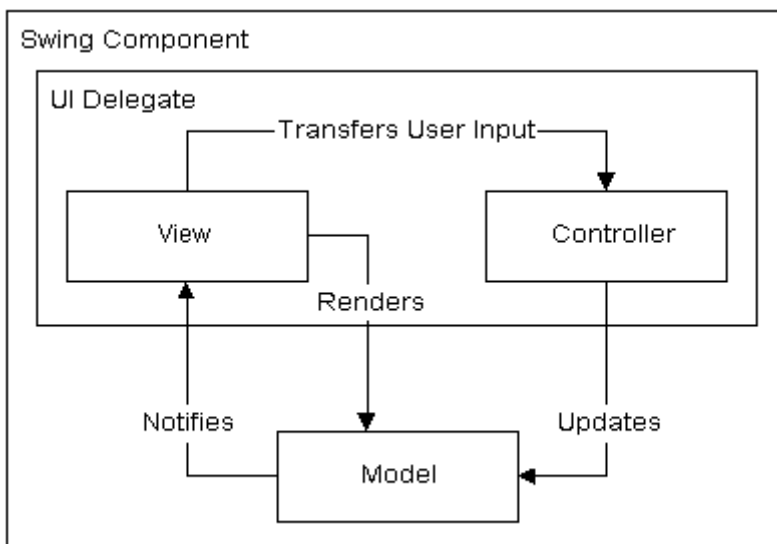 Swing Component
UI Delegate
Transfers User Input
View
Controller
Renders
Notifies
Updates
Model